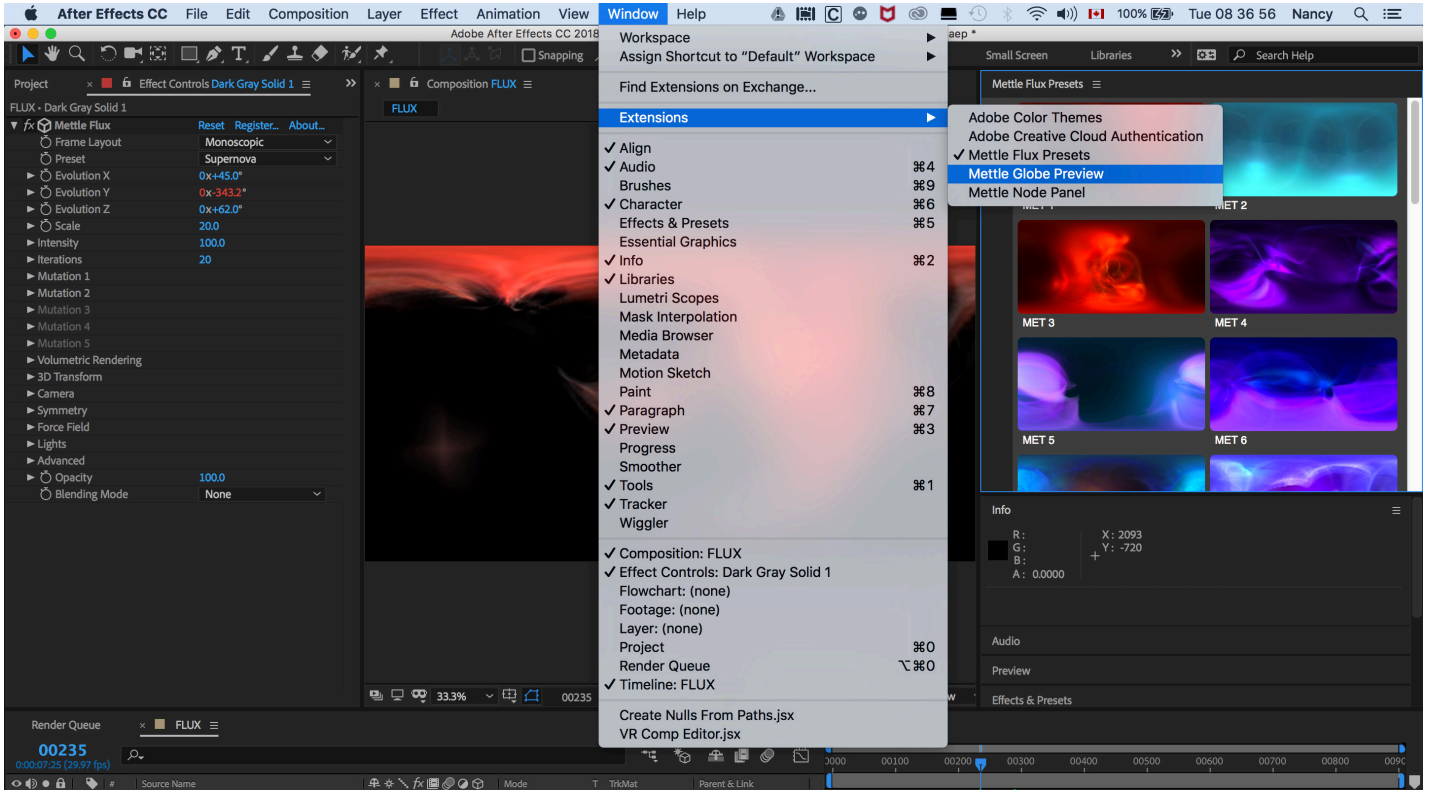 After Effects CC File Edit Composition Layer Effect Animation View Window Help 100% Tue 08 36 56 Nancy
Adobe After Effects CC 2018
aep *
Snapping
Small Screen Libraries Search Help
Project Effect Controls Dark Gray Solid 1
Composition FLUX
Mettle Flux Presets
FLUX • Dark Gray Solid 1
FLUX
fx Mettle Flux Reset Register... About...
Frame Layout Monoscopic
Preset Supernova
Evolution X 0x+45.0°
Evolution Y 0x-343.2°
Evolution Z 0x+62.0°
Scale 20.0
Intensity 100.0
Iterations 20
Mutation 1
Mutation 2
Mutation 3
Mutation 4
Mutation 5
Volumetric Rendering
3D Transform
Camera
Symmetry
Force Field
Lights
Advanced
Opacity 100.0
Blending Mode None
Workspace
Assign Shortcut to “Default” Workspace
Find Extensions on Exchange...
Extensions
✓ Align
✓ Audio ⌘4
Brushes ⌘9
✓ Character ⌘6
Effects & Presets ⌘5
Essential Graphics
✓ Info ⌘2
✓ Libraries
Lumetri Scopes
Mask Interpolation
Media Browser
Metadata
Motion Sketch
Paint ⌘8
✓ Paragraph ⌘7
✓ Preview ⌘3
Progress
Smoother
✓ Tools ⌘1
✓ Tracker
Wiggler
✓ Composition: FLUX
✓ Effect Controls: Dark Gray Solid 1
Flowchart: (none)
Footage: (none)
Layer: (none)
Project ⌘0
Render Queue ⌥⌘0
✓ Timeline: FLUX
Create Nulls From Paths.jsx
VR Comp Editor.jsx
Adobe Color Themes
Adobe Creative Cloud Authentication
✓ Mettle Flux Presets
Mettle Globe Preview
Mettle Node Panel
MET 2
MET 3 MET 4
MET 5 MET 6
Info
R: X: 2093
G: Y: -720
B:
A: 0.0000
Audio
Preview
Effects & Presets
33.3% 00235
Render Queue FLUX
00235
0:00:07:25 (29.97 fps)
0000 00100 00200 00300 00400 00500 00600 00700 00800 0090
# Source Name fx Mode T TrkMat Parent & Link